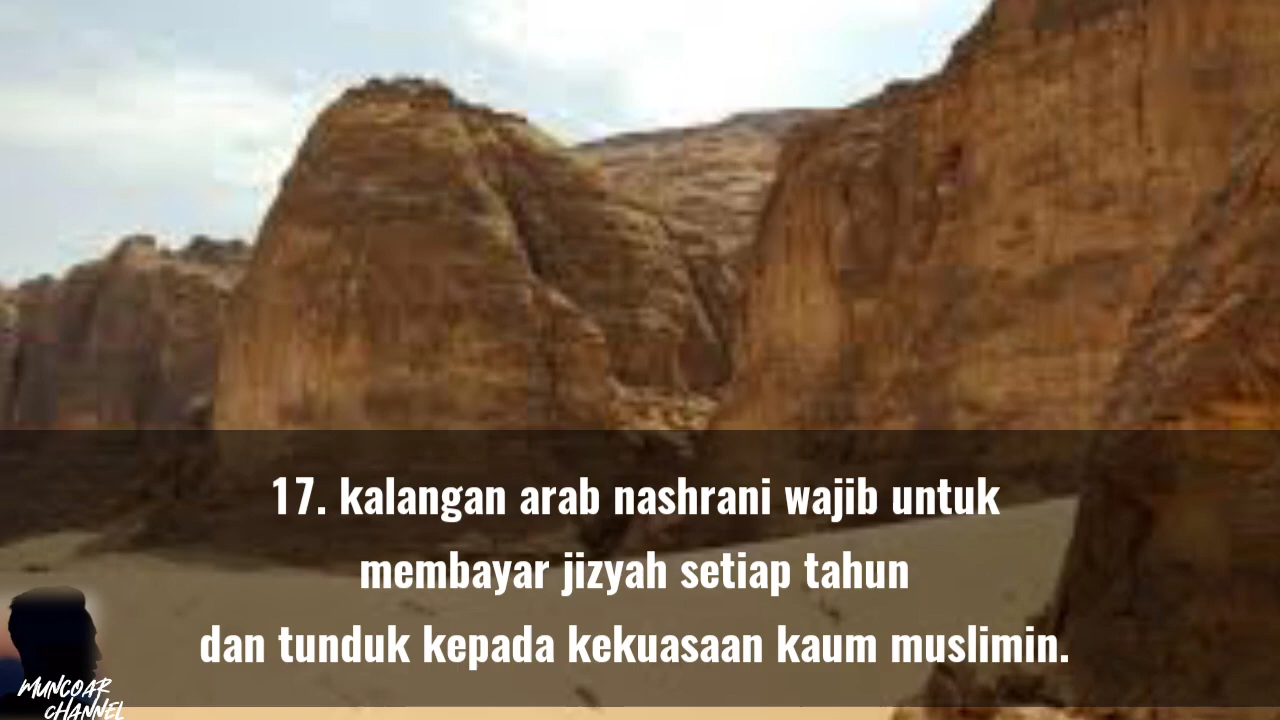 17. kalangan arab nashrani wajib untuk
membayar jizyah setiap tahun
dan tunduk kepada kekuasaan kaum muslimin.
MUNCOAR
CHANNEL